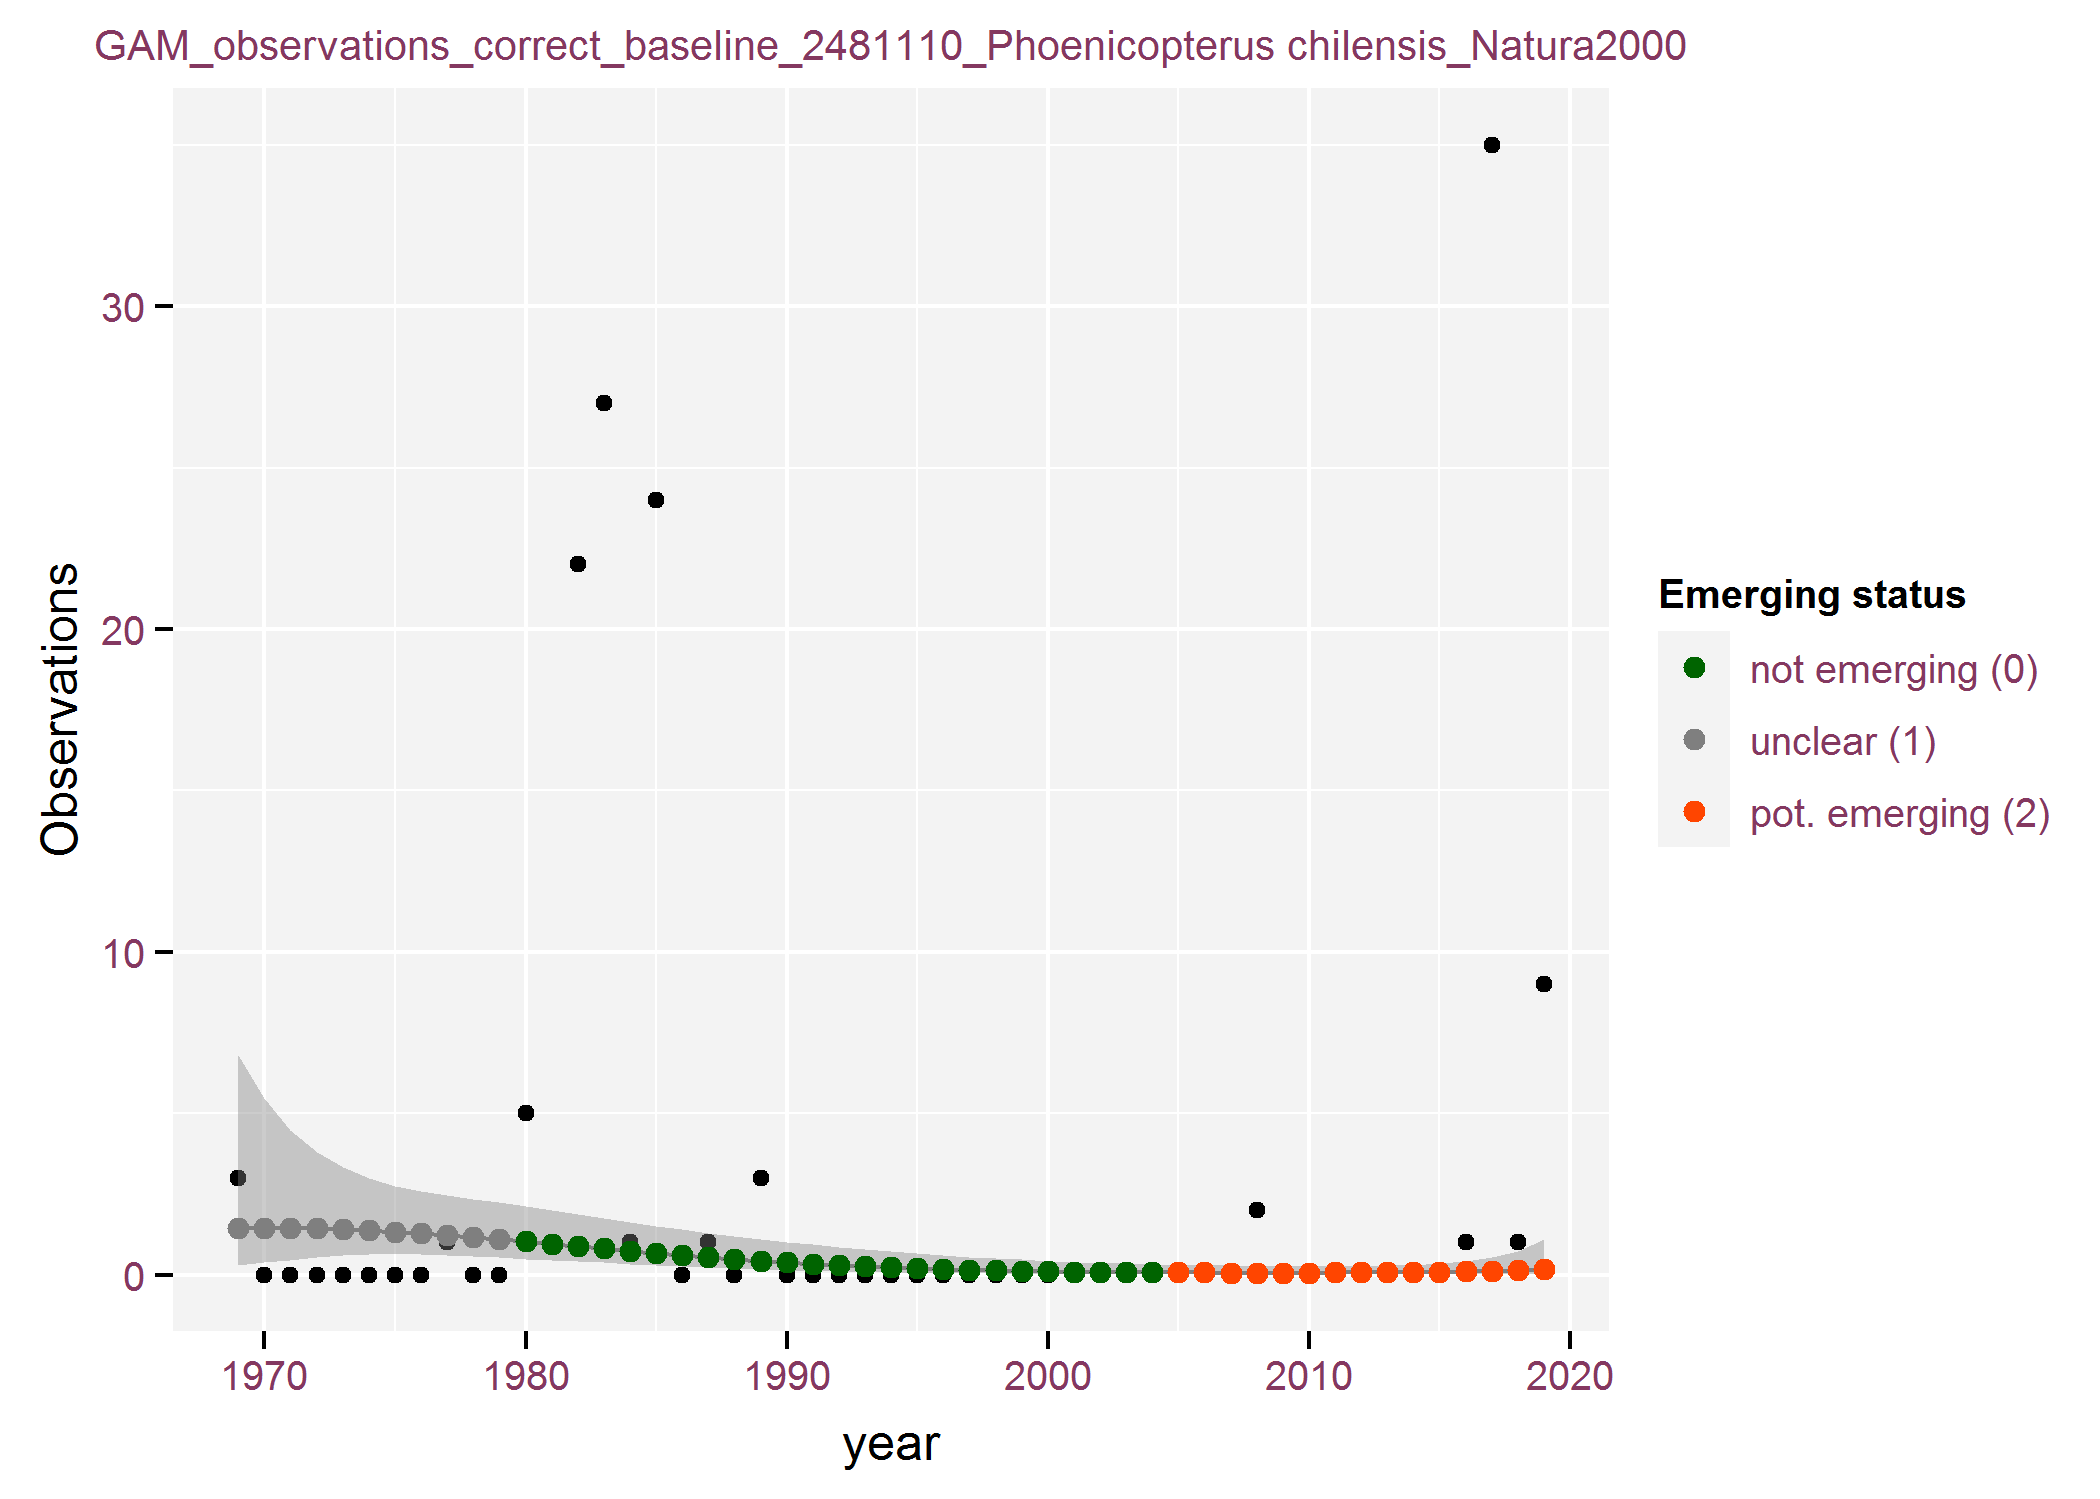 GAM_observations_correct_baseline_2481110_Phoenicopterus chilensis_Natura2000
30
20
10
0
Observations
1970 1980 1990 2000 2010 2020
year
Emerging status
not emerging (0)
unclear (1)
pot. emerging (2)